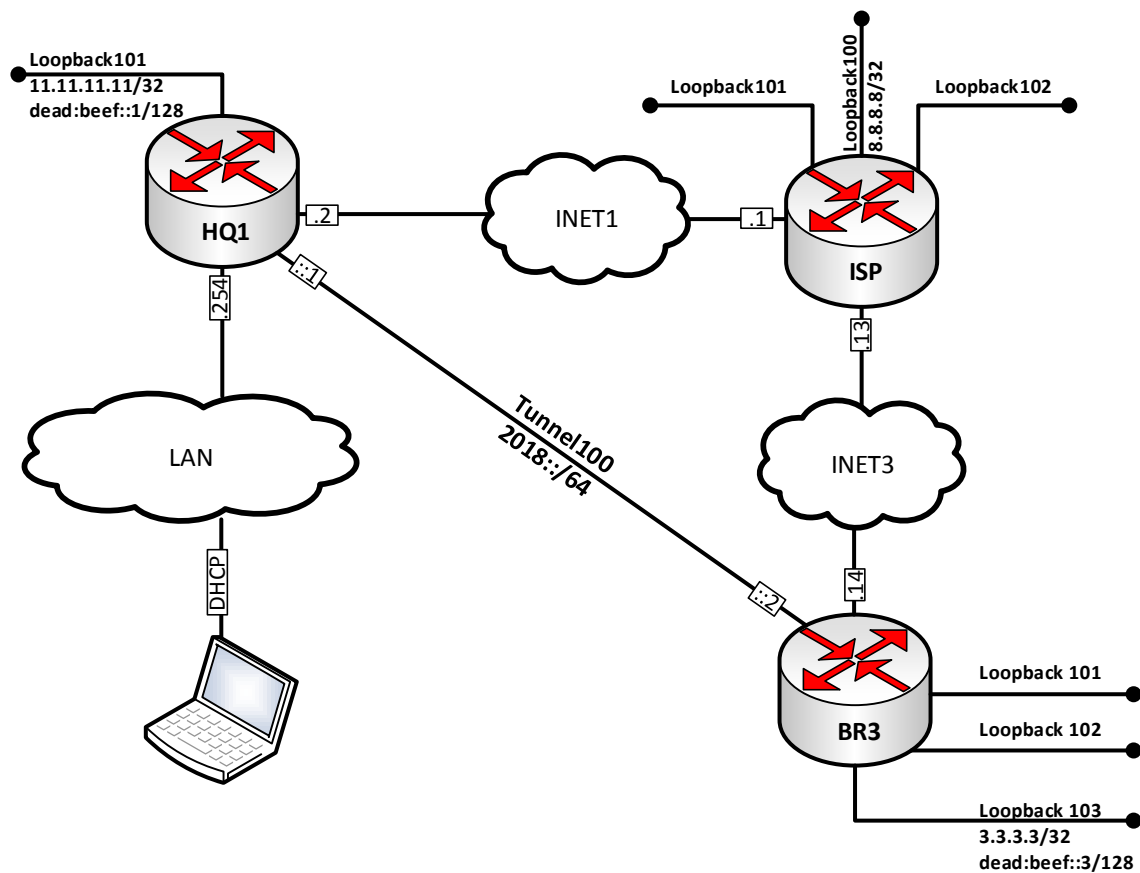 Loopback101
11.11.11.11/32
dead:beef::1/128
Loopback101
Loopback100
8.8.8.8/32
Loopback102
HQ1
.2
INET1
.1
ISP
::1
.254
.13
LAN
Tunnel100
2018::/64
INET3
DHCP
::2
.14
BR3
Loopback 101
Loopback 102
Loopback 103
3.3.3.3/32
dead:beef::3/128